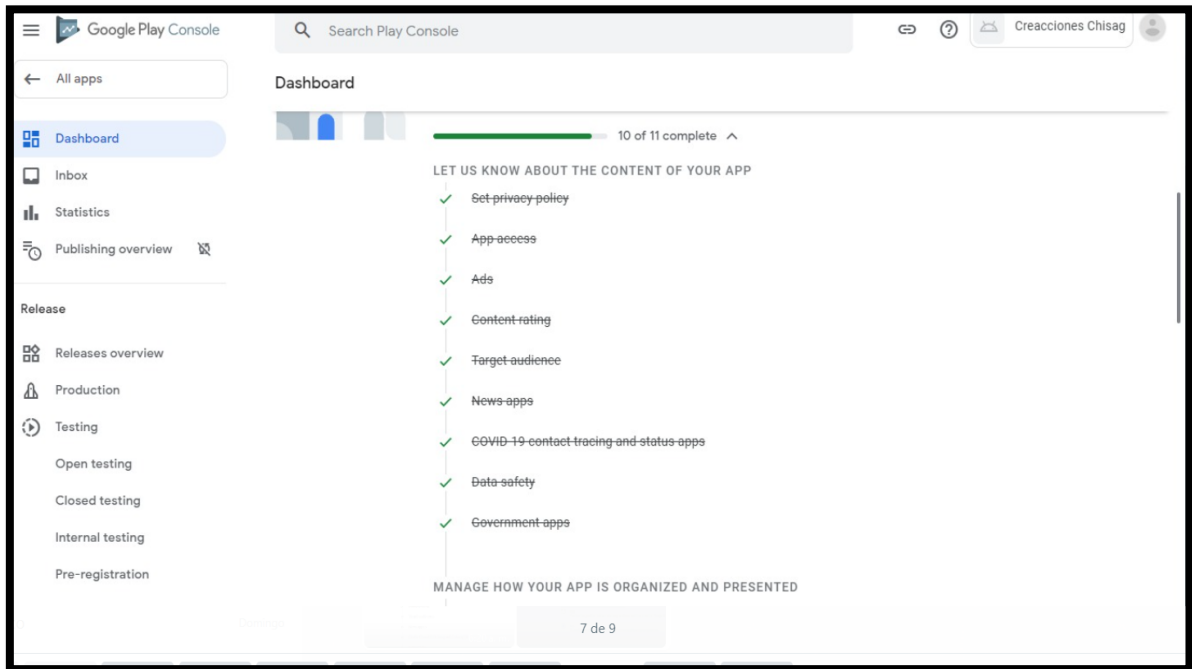 Google Play Console
Search Play Console
Creacciones Chisag
All apps
Dashboard
Dashboard
Inbox
Statistics
Publishing overview
Release
Releases overview
Production
Testing
Open testing
Closed testing
Internal testing
Pre-registration
10 of 11 complete
LET US KNOW ABOUT THE CONTENT OF YOUR APP
Set privacy policy
App access
Ads
Content rating
Target audience
News apps
COVID-19 contact tracing and status apps
Data safety
Government apps
MANAGE HOW YOUR APP IS ORGANIZED AND PRESENTED
7 de 9